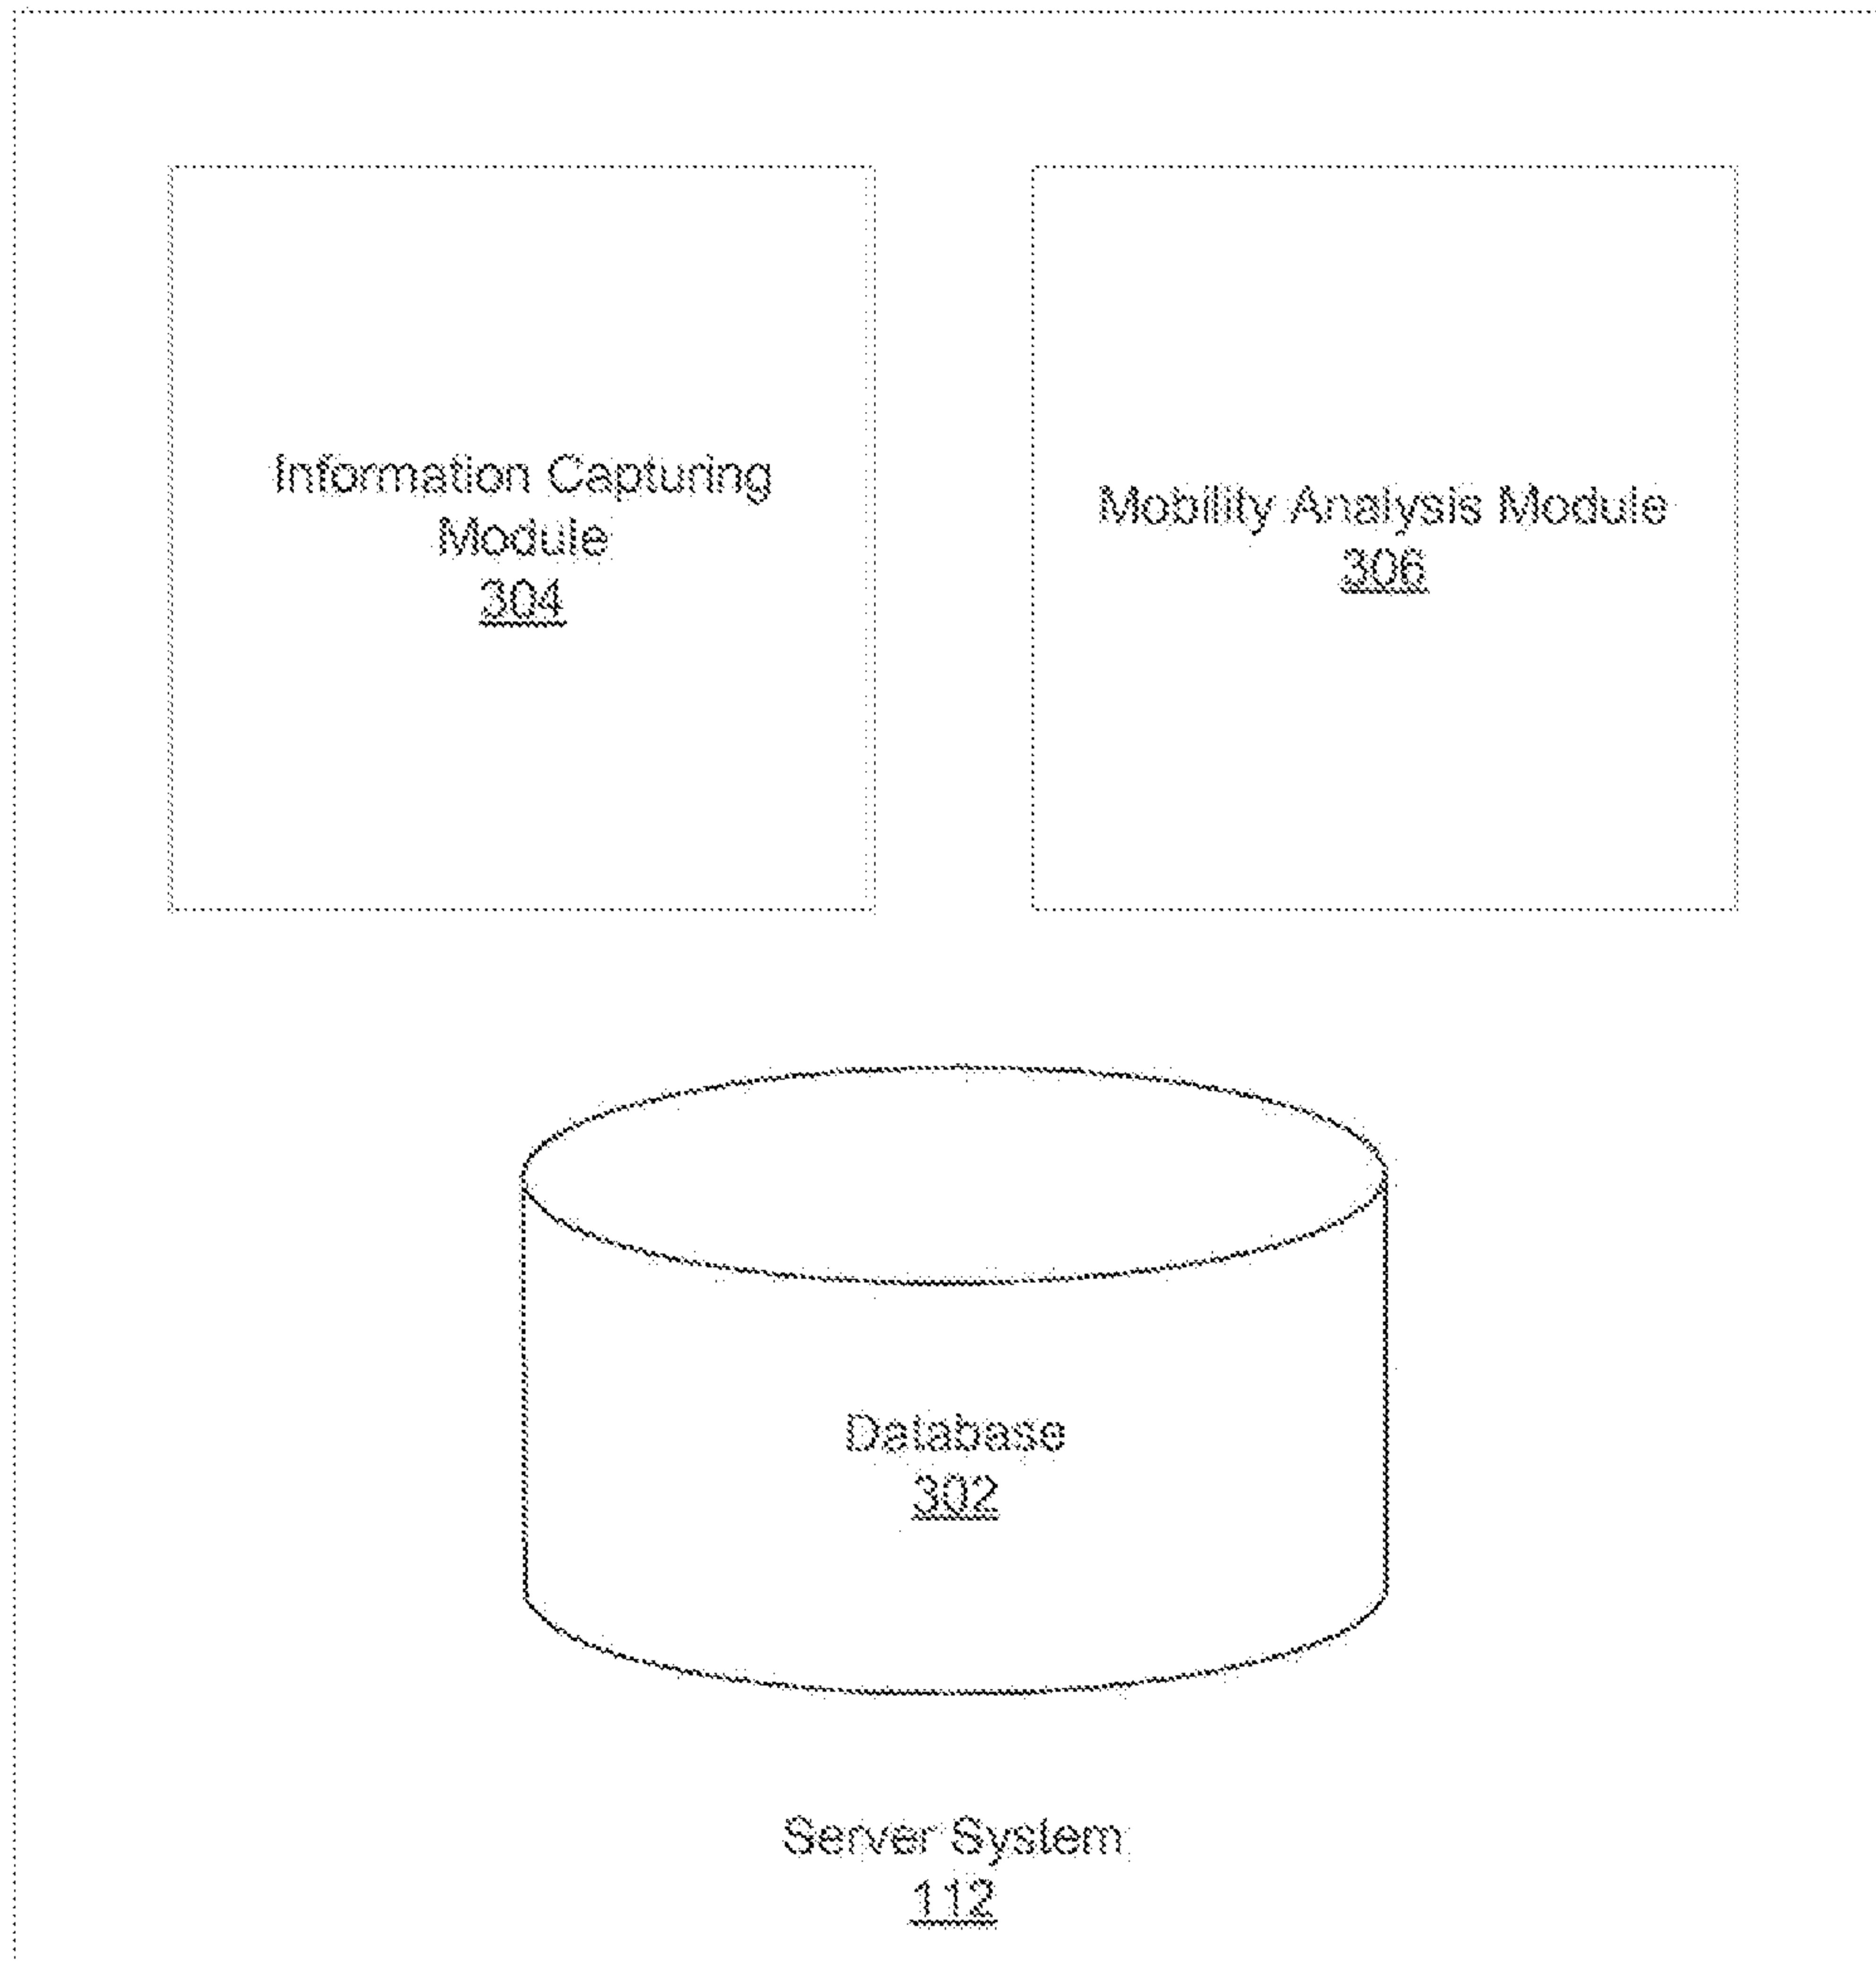 Information Capturing
Module
304
Mobility Analysis Module
306
Database
302
Server System
112